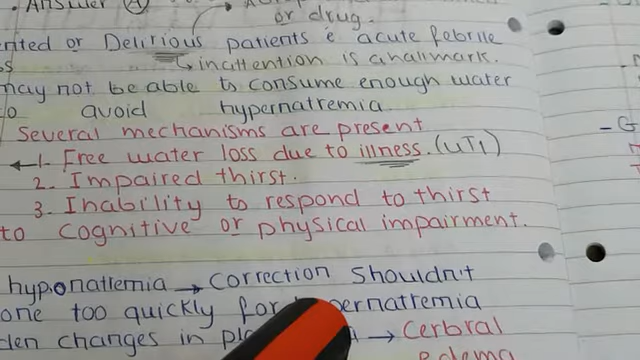 Answer A
or drug.
nted or Delirious patients ē acute febrile
inattention is a hallmark.
may not be able to consume enough water
o avoid hypernatremia.
Several mechanisms are present
1. Free water loss due to illness. (UTI)
2. Impaired thirst.
3. Inability to respond to thirst
to cognitive or physical impairment.
hyponatremia → correction shouldn't
one too quickly for pernatremia
den changes in → Cerbral
edema